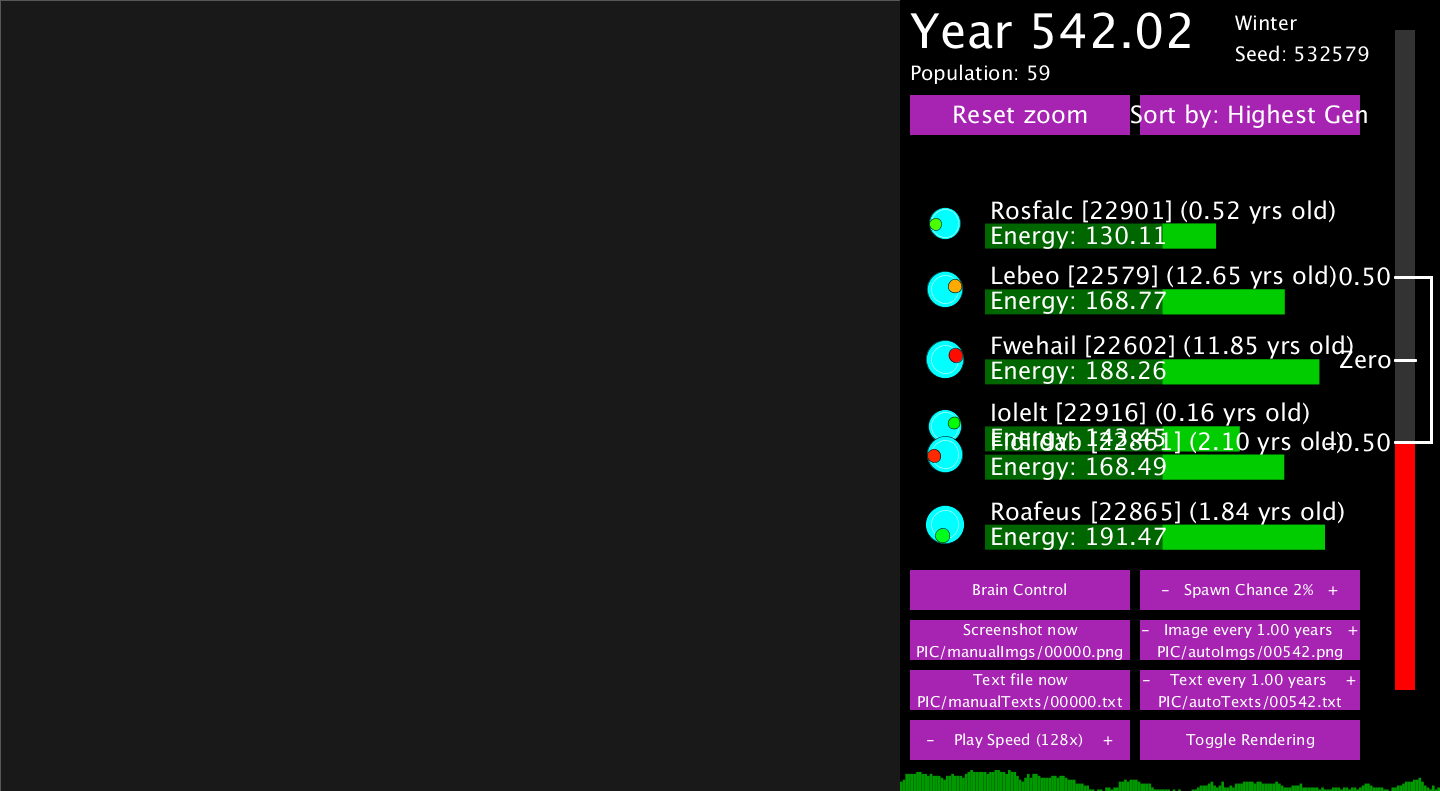 Year 542.02
Winter
Seed: 532579
Population: 59
Reset zoom
Sort by: Highest Gen
Rosfalc [22901] (0.52 yrs old)
Energy: 130.11
Lebeo [22579] (12.65 yrs old)
Energy: 168.77
0.50
Fwehail [22602] (11.85 yrs old)
Energy: 188.26
Zero
Iolelt [22916] (0.16 yrs old)
[22861] (2.10 yrs old)
-0.50
Energy: 168.49
Roafeus [22865] (1.84 yrs old)
Energy: 191.47
Brain Control
- Spawn Chance 2% +
Screenshot now
PIC/manualImgs/00000.png
- Image every 1.00 years +
PIC/autoImgs/00542.png
Text file now
PIC/manualTexts/00000.txt
- Text every 1.00 years +
PIC/autoTexts/00542.txt
- Play Speed (128x) +
Toggle Rendering